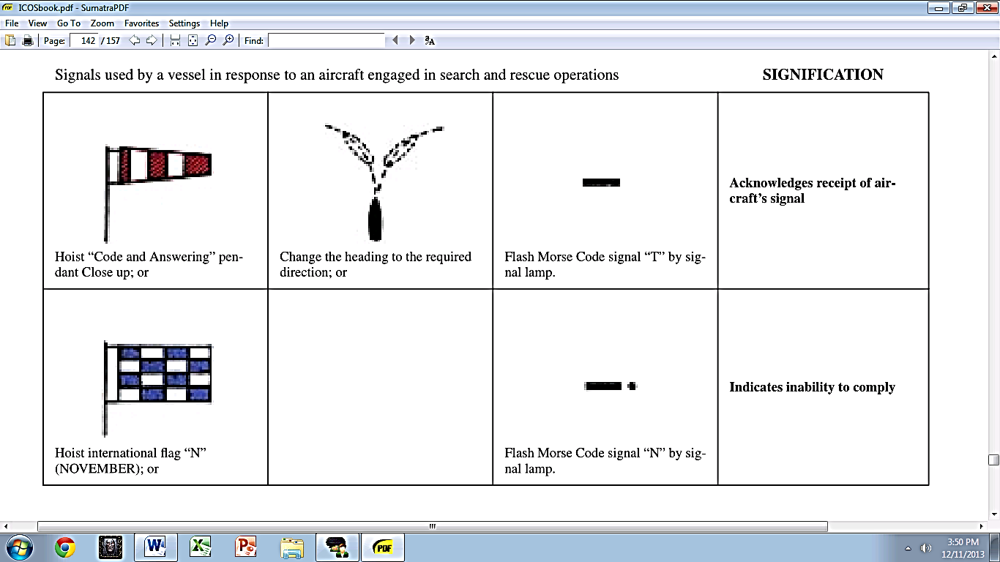 ICOSbook.pdf - SumatraPDF
File View Go To Zoom Favorites Settings Help
Page: 142 / 157 Find:
Signals used by a vessel in response to an aircraft engaged in search and rescue operations SIGNIFICATION
Hoist “Code and Answering” pen-
dant Close up; or
Change the heading to the required
direction; or
Flash Morse Code signal “T” by sig-
nal lamp.
Acknowledges receipt of air-
craft’s signal
Hoist international flag “N”
(NOVEMBER); or
Flash Morse Code signal “N” by sig-
nal lamp.
Indicates inability to comply
PDF
3:50 PM
12/11/2013